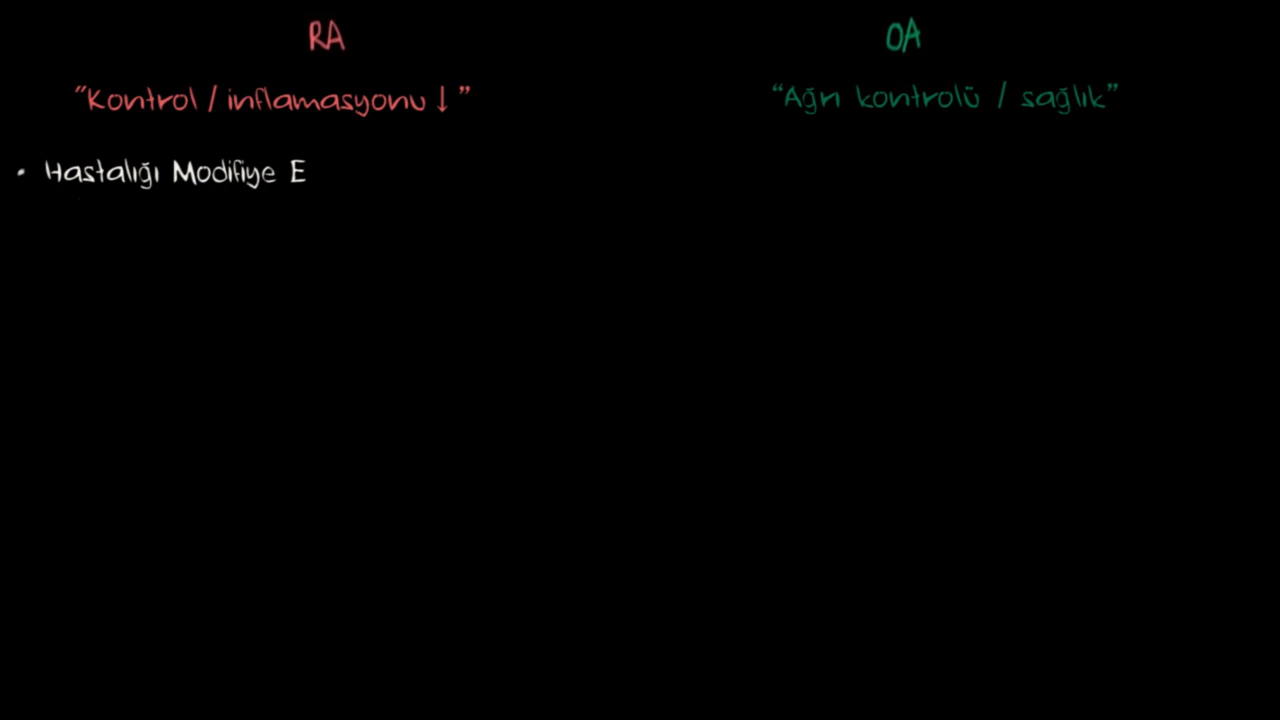 RA
OA
"Kontrol / inflamasyonu ↓"
"Ağrı kontrolü / sağlık"
• Hastalığı Modifiye E